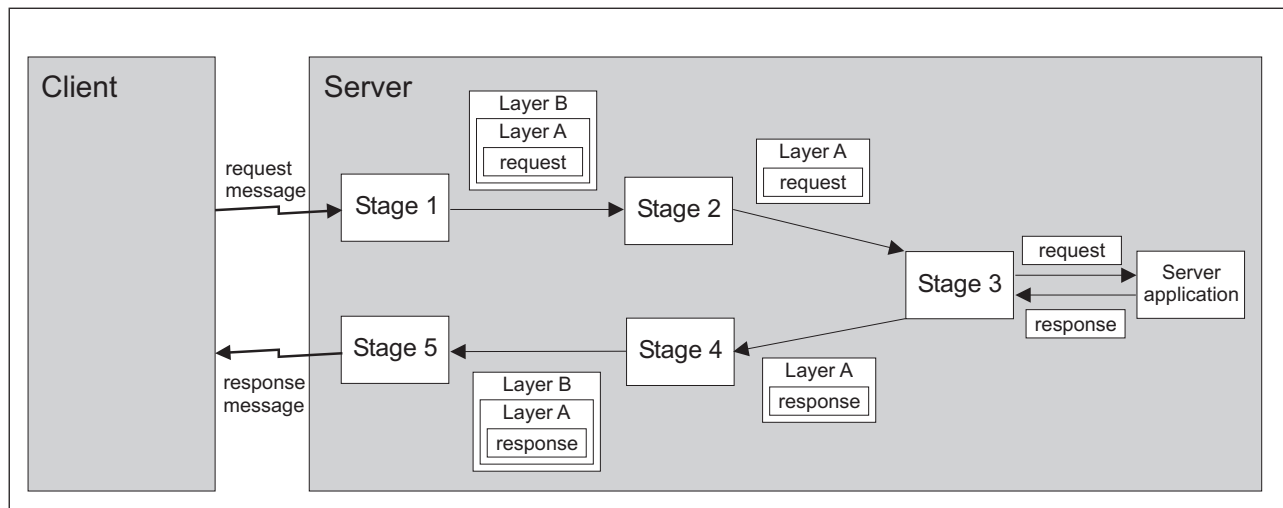 Client
Server
request
message
Stage 1
Layer B
Layer A
request
Stage 2
Layer A
request
Stage 3
request
response
Server
application
Layer A
response
Stage 4
Layer B
Layer A
response
Stage 5
response
message